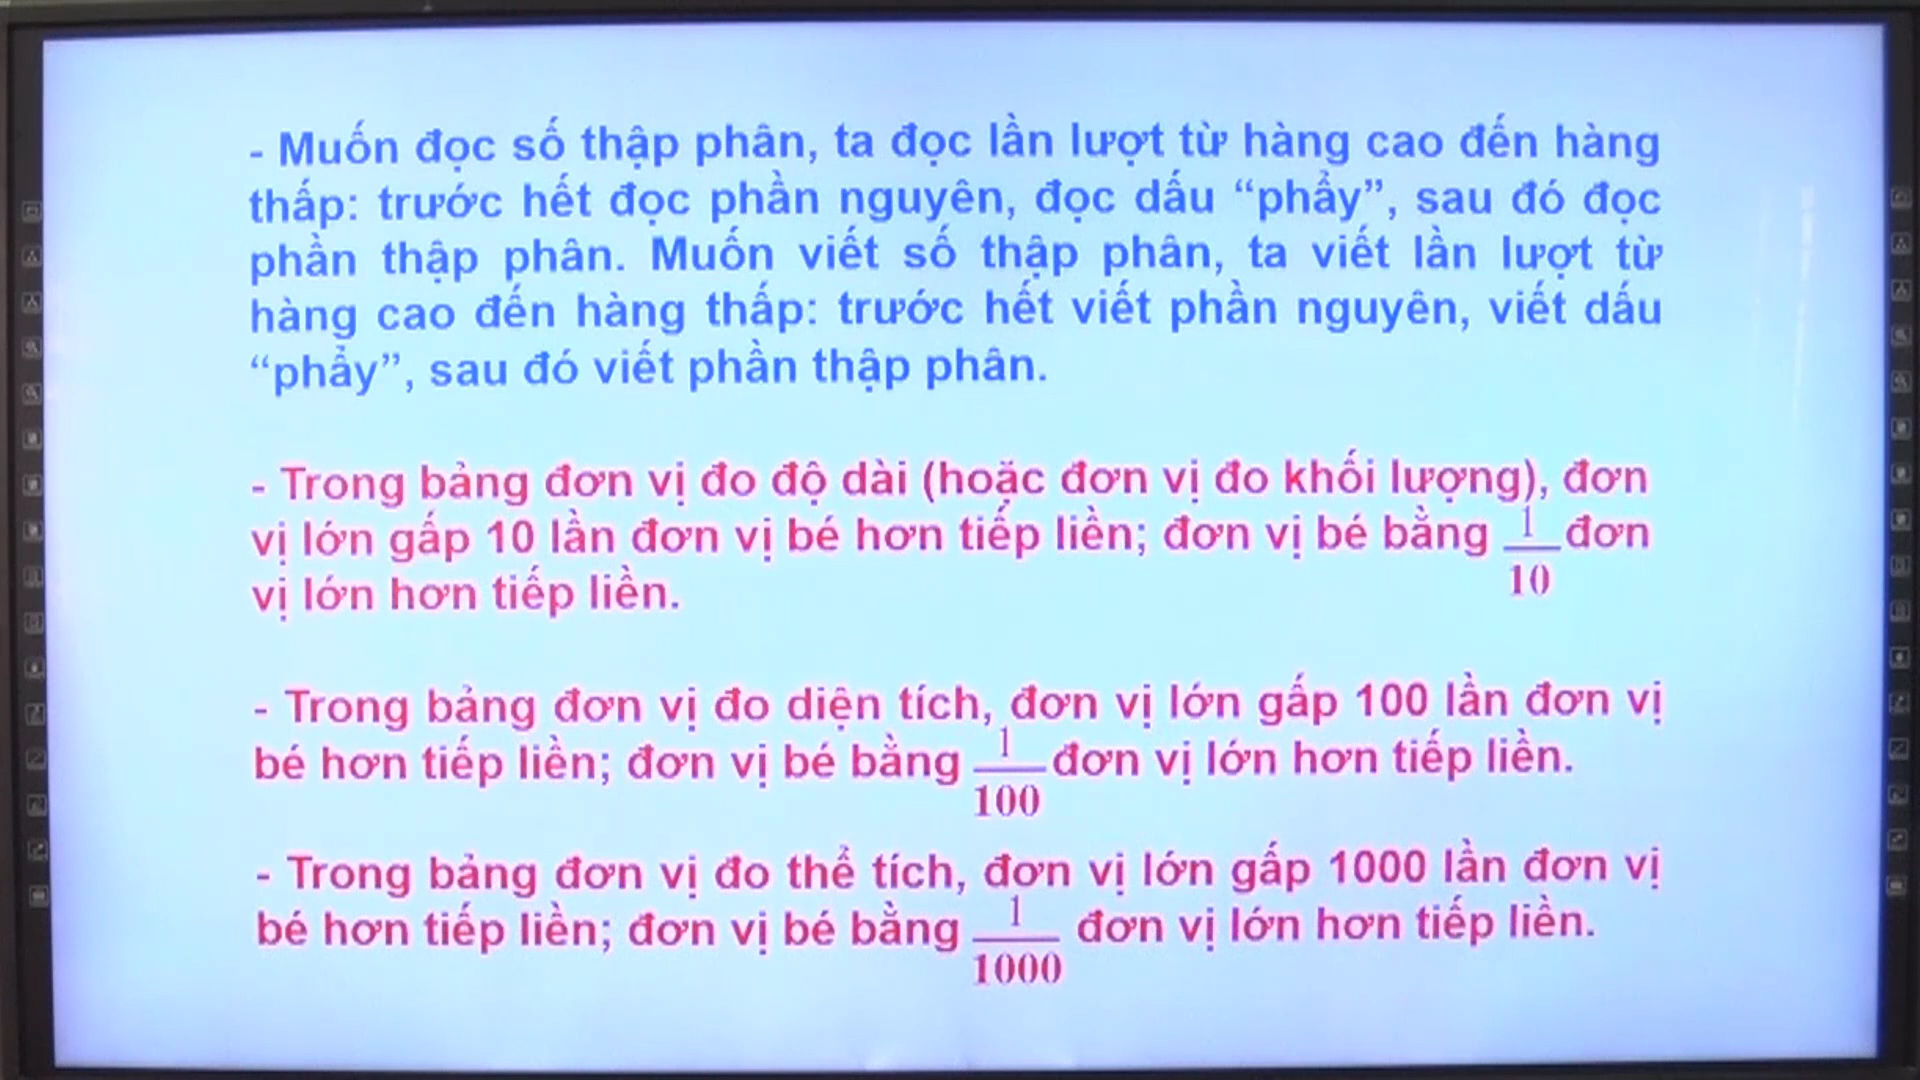 - Muốn đọc số thập phân, ta đọc lần lượt từ hàng cao đến hàng
thấp: trước hết đọc phần nguyên, đọc dấu “phẩy”, sau đó đọc
phần thập phân. Muốn viết số thập phân, ta viết lần lượt từ
hàng cao đến hàng thấp: trước hết viết phần nguyên, viết dấu
“phẩy”, sau đó viết phần thập phân.
- Trong bảng đơn vị đo độ dài (hoặc đơn vị đo khối lượng), đơn
vị lớn gấp 10 lần đơn vị bé hơn tiếp liền; đơn vị bé bằng 1/10 đơn
vị lớn hơn tiếp liền.
- Trong bảng đơn vị đo diện tích, đơn vị lớn gấp 100 lần đơn vị
bé hơn tiếp liền; đơn vị bé bằng 1/100 đơn vị lớn hơn tiếp liền.
- Trong bảng đơn vị đo thể tích, đơn vị lớn gấp 1000 lần đơn vị
bé hơn tiếp liền; đơn vị bé bằng 1/1000 đơn vị lớn hơn tiếp liền.